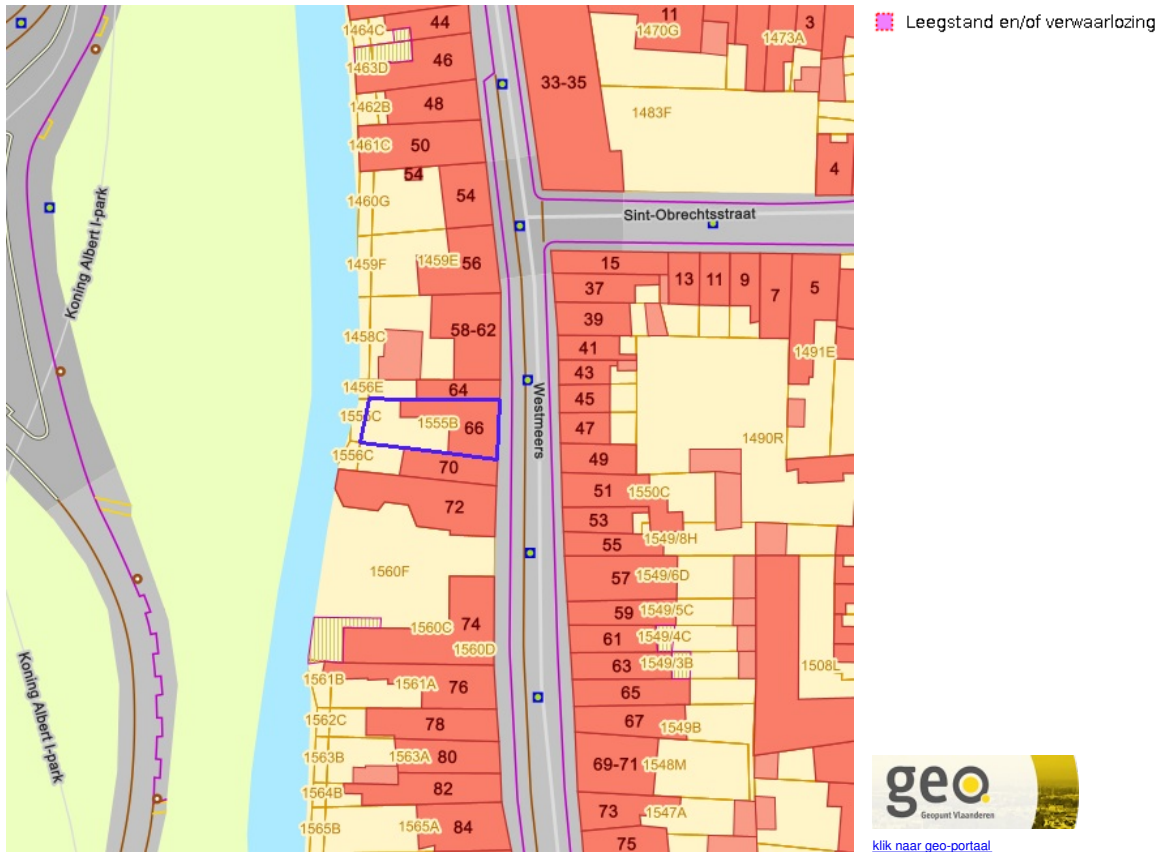 Leegstand en/of verwaarlozing
1464C
44
11
1470G
3
1473A
1463D
46
33-35
1462B
48
1483F
1461C
50
54
4
1460G
54
Koning Albert I-park
Sint-Obrechtsstraat
1459F
1459E
56
15
37
13
11
9
7
5
39
1458C
58-62
41
1491E
43
1456E
64
45
Westmeers
1555C
1555B
66
47
1490R
1556C
70
49
72
51
1550C
53
55
1549/8H
1560F
57
1549/6D
59
1549/5C
1560C
74
61
1549/4C
1560D
63
1549/3B
1508L
Koning Albert I-park
1561B
1561A
76
65
1562C
78
67
1549B
1563B
1563A
80
69-71
1548M
1564B
82
73
1547A
1565B
1565A
84
75
geo.
Geopunt Vlaanderen
klik naar geo-portaal